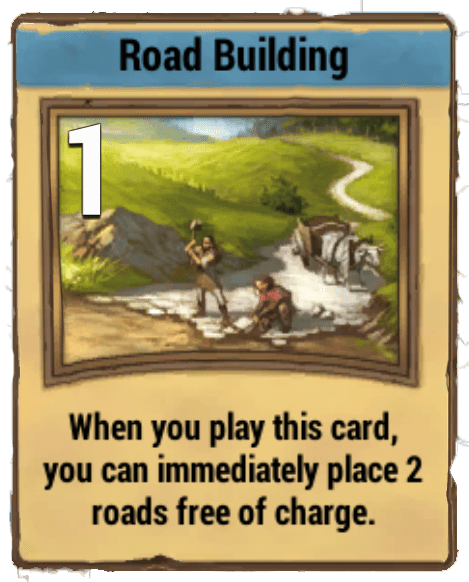 Road Building
1
When you play this card,
you can immediately place 2
roads free of charge.